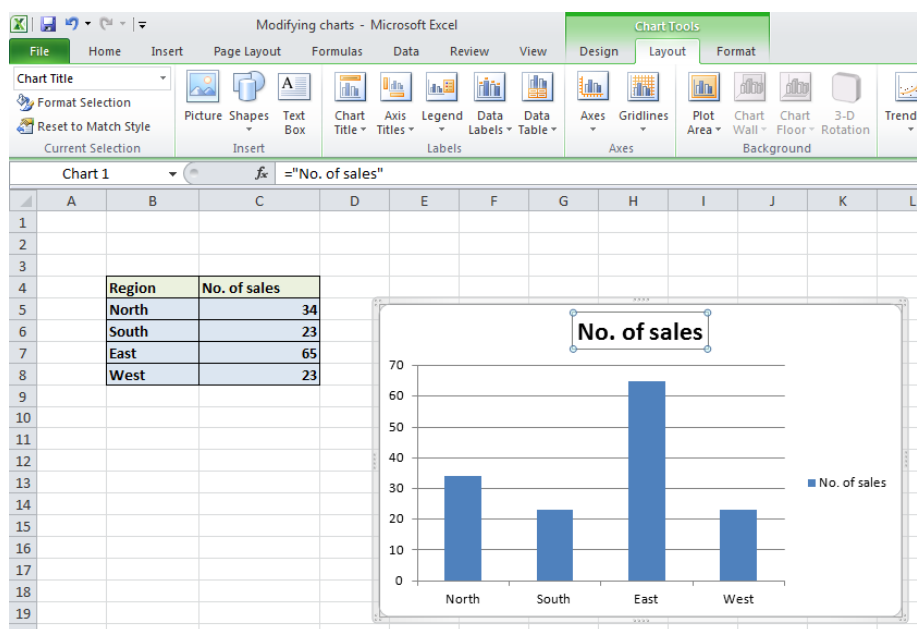 Modifying charts - Microsoft Excel
Chart Tools
File Home Insert Page Layout Formulas Data Review View Design Layout Format
Chart Title
Format Selection
Reset to Match Style
Current Selection
Picture Shapes Text Box
Insert
Chart Title Axis Titles Legend Data Labels Data Table
Labels
Axes Gridlines
Axes
Plot Area Chart Wall Chart Floor 3-D Rotation
Background
Trend
Chart 1 fx ="No. of sales"
A B C D E F G H I J K L
1
2
3
4 Region No. of sales
5 North 34
6 South 23
7 East 65
8 West 23
9
10
11
12
13
14
15
16
17
18
19
No. of sales
70
60
50
40
30
20
10
0
North South East West
No. of sales